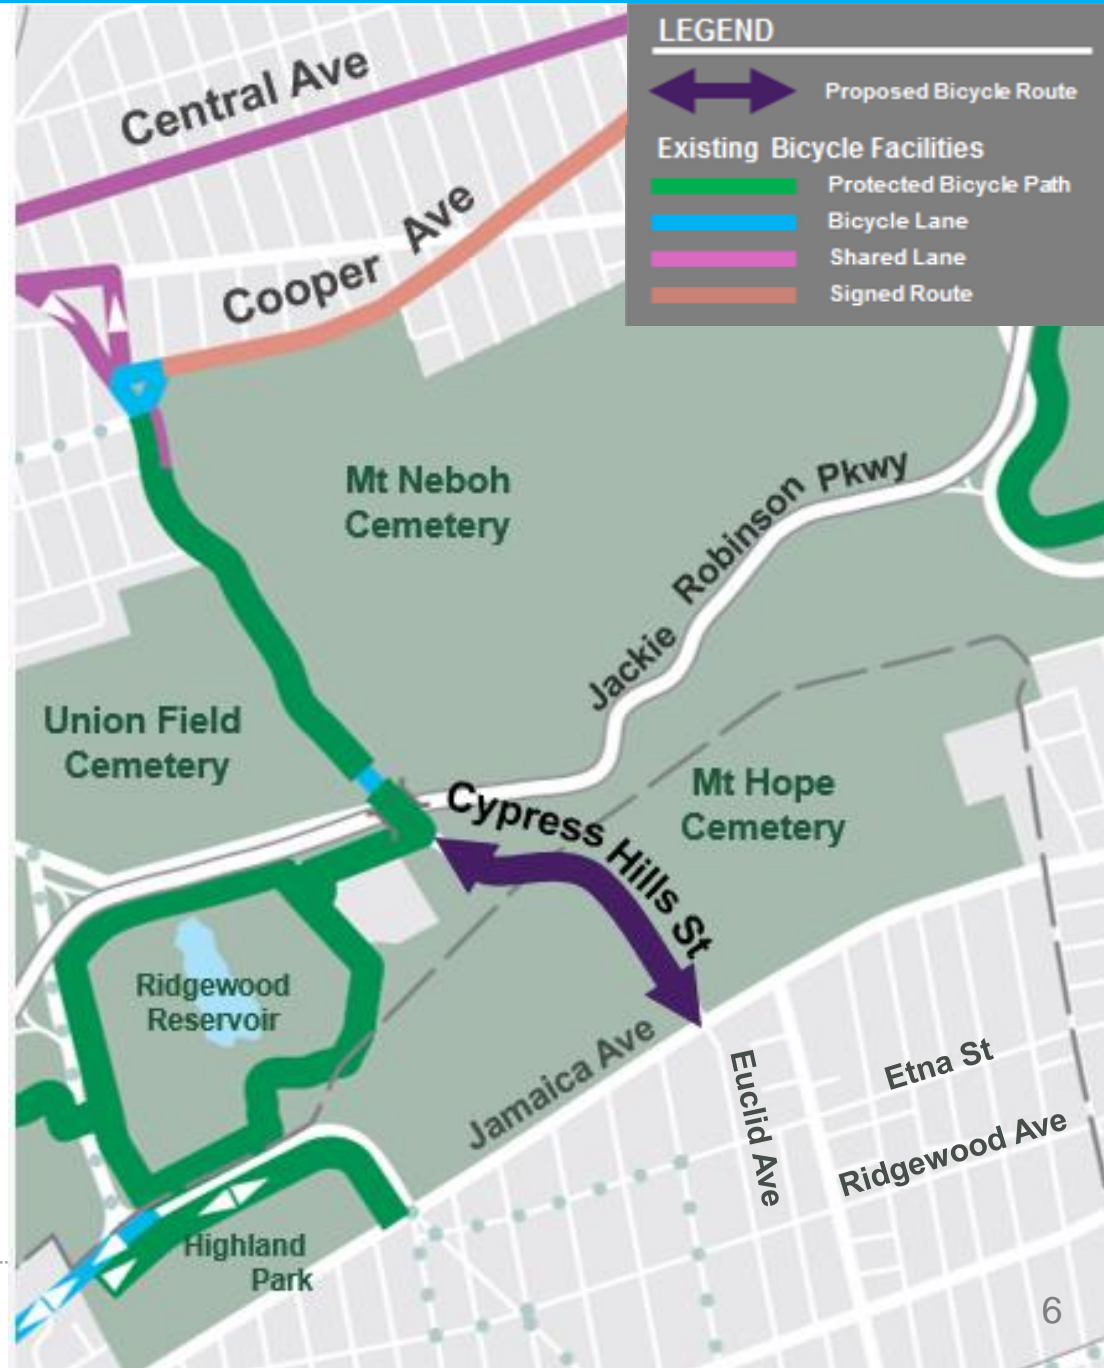 LEGEND
Proposed Bicycle Route
Existing Bicycle Facilities
Protected Bicycle Path
Bicycle Lane
Shared Lane
Signed Route
Central Ave
Cooper Ave
Mt Neboh
Cemetery
Jackie Robinson Pkwy
Union Field
Cemetery
Mt Hope
Cemetery
Cypress Hills St
Ridgewood
Reservoir
Jamaica Ave
Euclid Ave
Etna St
Ridgewood Ave
Highland
Park
6